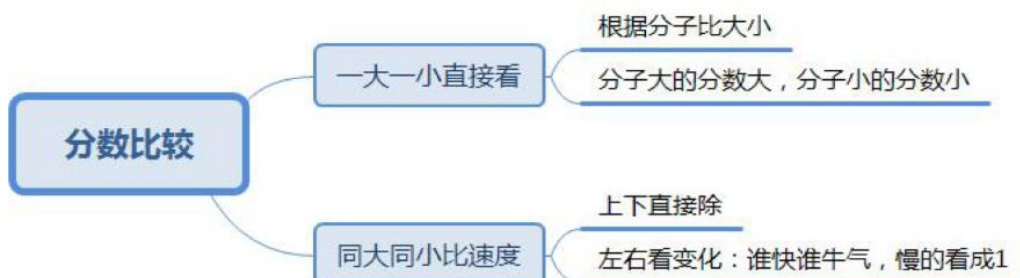 分数比较
一大一小直接看
根据分子比大小
分子大的分数大，分子小的分数小
同大同小比速度
上下直接除
左右看变化：谁快谁牛气，慢的看成1